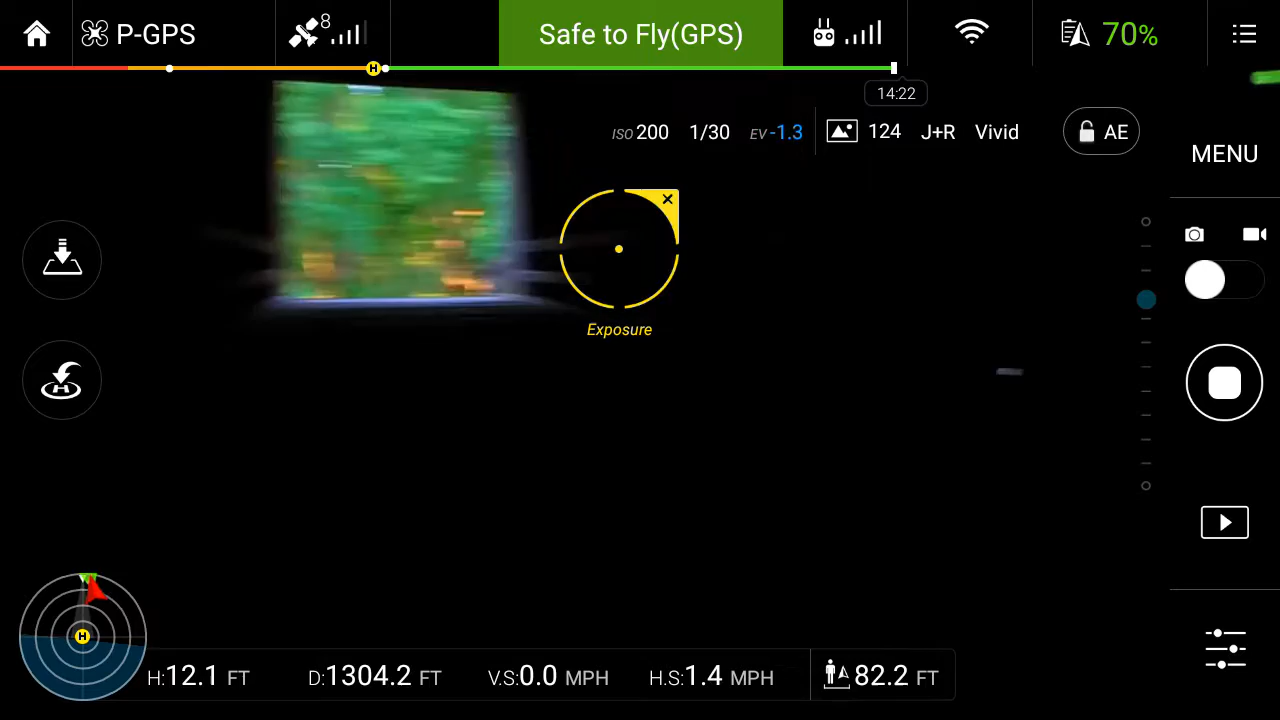 P-GPS
8
Safe to Fly(GPS)
70%
H
14:22
ISO 200 1/30 EV -1.3 124 J+R Vivid AE
MENU
Exposure
H
H
H:12.1 FT D:1304.2 FT V.S:0.0 MPH H.S:1.4 MPH 82.2 FT